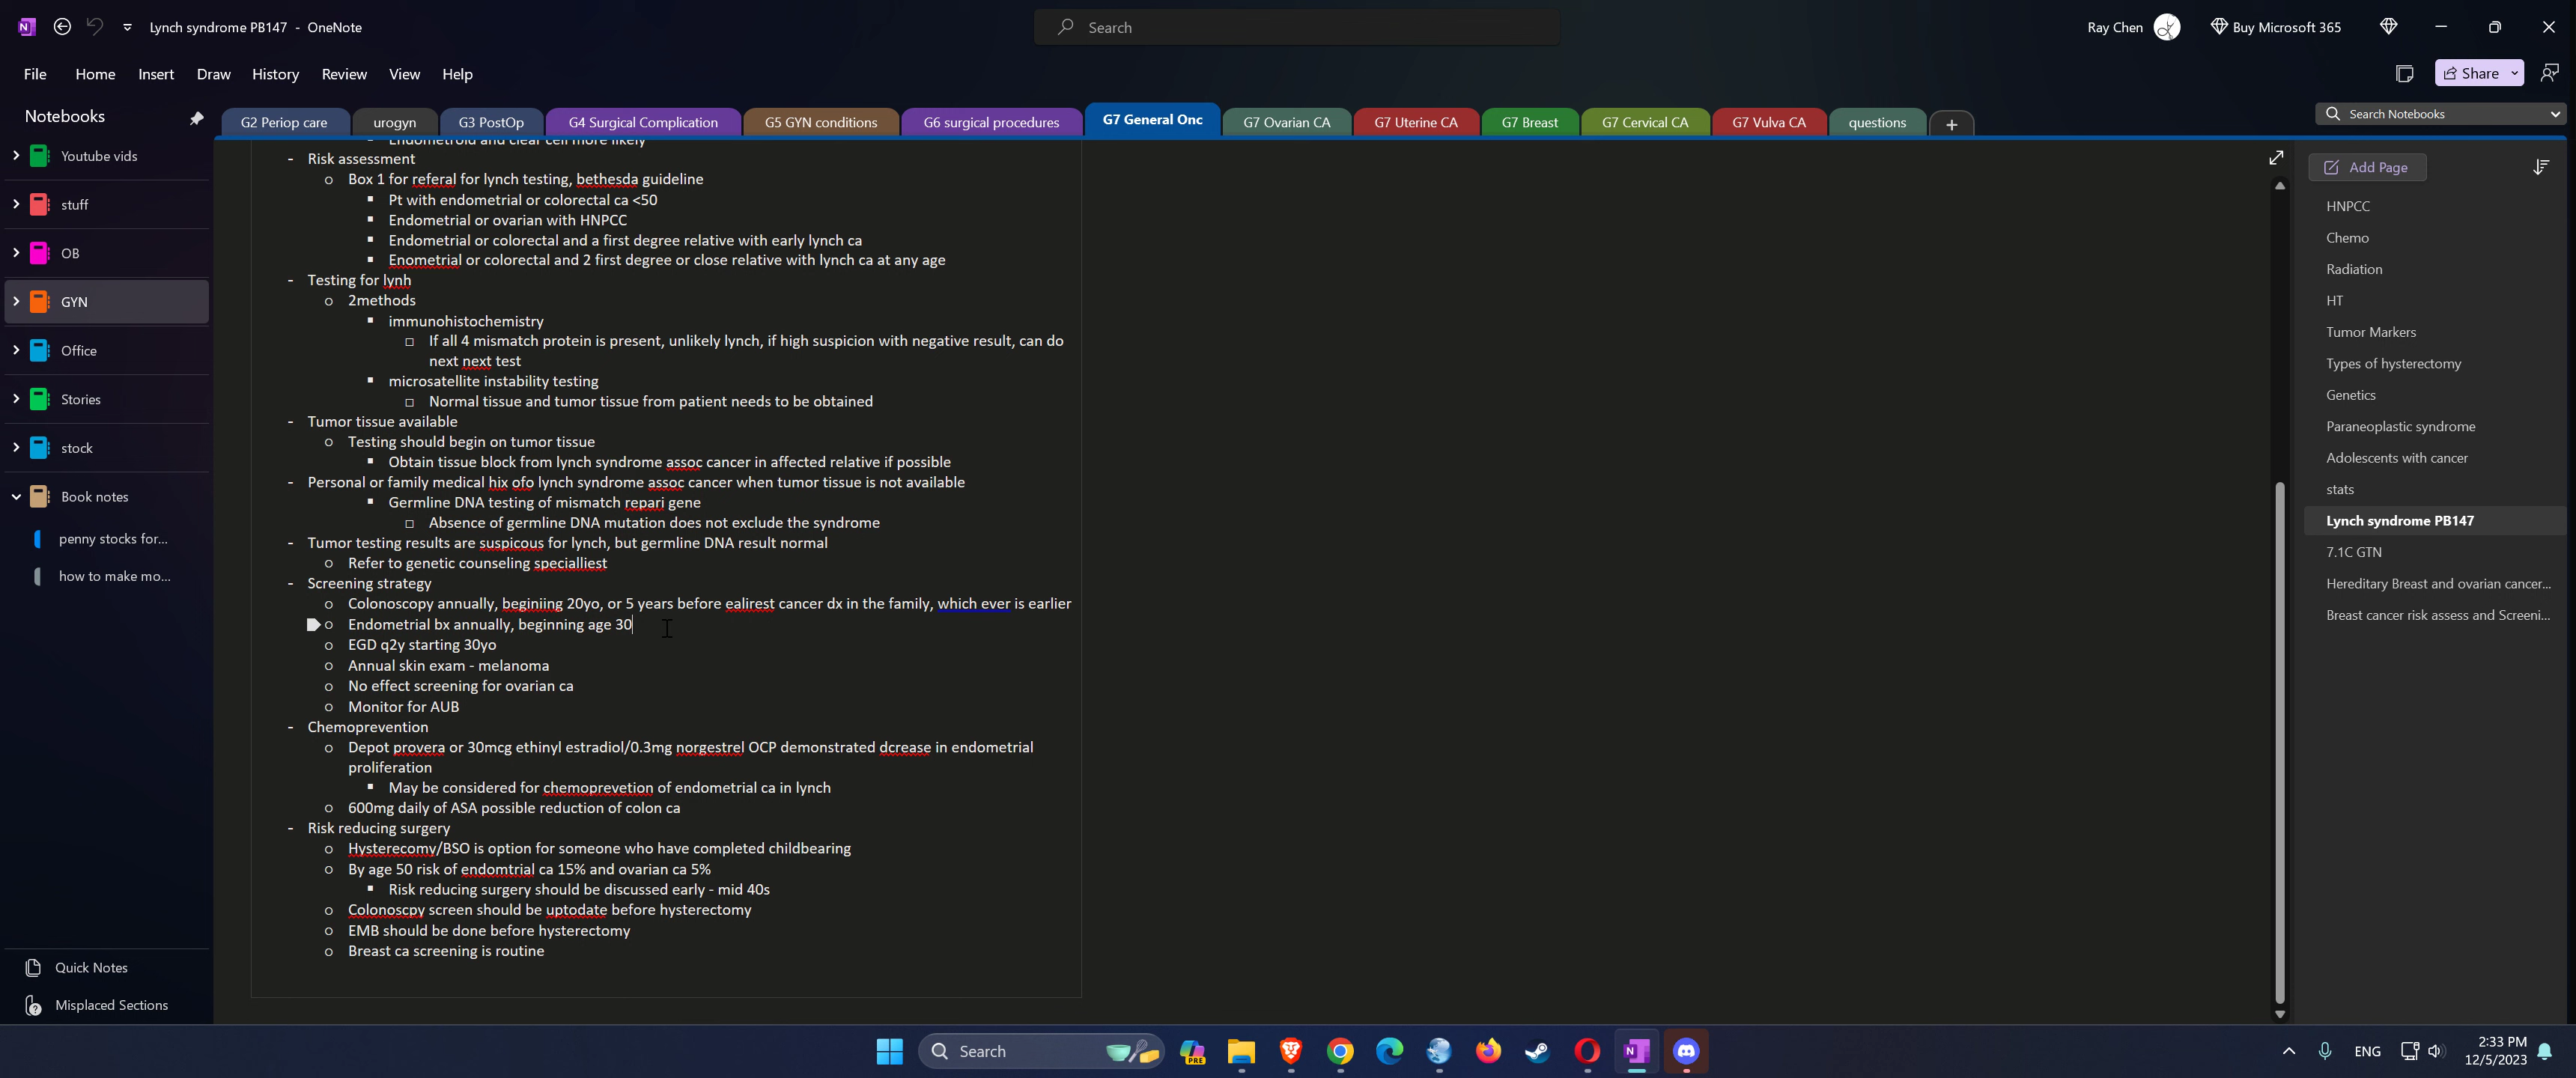 Lynch syndrome PB147 - OneNote
Search
Ray Chen
Buy Microsoft 365
File Home Insert Draw History Review View Help
Share
Notebooks
G2 Periop care
urogyn
G3 PostOp
G4 Surgical Complication
G5 GYN conditions
G6 surgical procedures
G7 General Onc
G7 Ovarian CA
G7 Uterine CA
G7 Breast
G7 Cervical CA
G7 Vulva CA
questions
+
Search Notebooks
Youtube vids
stuff
OB
GYN
Office
Stories
stock
Book notes
penny stocks for...
how to make mo...
Quick Notes
Misplaced Sections
Endometroid and clear cell more likely
- Risk assessment
o Box 1 for referal for lynch testing, bethesda guideline
▪ Pt with endometrial or colorectal ca <50
▪ Endometrial or ovarian with HNPCC
▪ Endometrial or colorectal and a first degree relative with early lynch ca
▪ Enometrial or colorectal and 2 first degree or close relative with lynch ca at any age
- Testing for lynh
o 2methods
▪ immunohistochemistry
□ If all 4 mismatch protein is present, unlikely lynch, if high suspicion with negative result, can do
next next test
▪ microsatellite instability testing
□ Normal tissue and tumor tissue from patient needs to be obtained
- Tumor tissue available
o Testing should begin on tumor tissue
▪ Obtain tissue block from lynch syndrome assoc cancer in affected relative if possible
- Personal or family medical hix ofo lynch syndrome assoc cancer when tumor tissue is not available
▪ Germline DNA testing of mismatch repari gene
□ Absence of germline DNA mutation does not exclude the syndrome
- Tumor testing results are suspicous for lynch, but germline DNA result normal
o Refer to genetic counseling specialliest
- Screening strategy
o Colonoscopy annually, beginiing 20yo, or 5 years before ealirest cancer dx in the family, which ever is earlier
o Endometrial bx annually, beginning age 30
o EGD q2y starting 30yo
o Annual skin exam - melanoma
o No effect screening for ovarian ca
o Monitor for AUB
- Chemoprevention
o Depot provera or 30mcg ethinyl estradiol/0.3mg norgestrel OCP demonstrated dcrease in endometrial
proliferation
▪ May be considered for chemoprevetion of endometrial ca in lynch
o 600mg daily of ASA possible reduction of colon ca
- Risk reducing surgery
o Hysterecomy/BSO is option for someone who have completed childbearing
o By age 50 risk of endomtrial ca 15% and ovarian ca 5%
▪ Risk reducing surgery should be discussed early - mid 40s
o Colonoscpy screen should be uptodate before hysterectomy
o EMB should be done before hysterectomy
o Breast ca screening is routine
Add Page
HNPCC
Chemo
Radiation
HT
Tumor Markers
Types of hysterectomy
Genetics
Paraneoplastic syndrome
Adolescents with cancer
stats
Lynch syndrome PB147
7.1C GTN
Hereditary Breast and ovarian cancer...
Breast cancer risk assess and Screeni...
Search
PRE
ENG
2:33 PM
12/5/2023